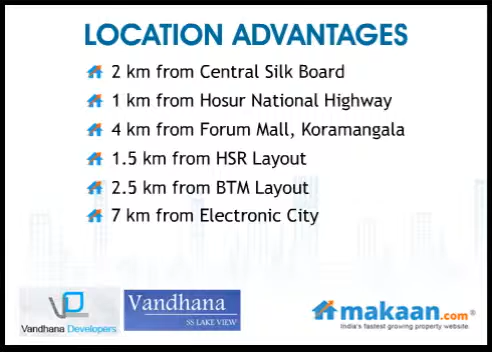 LOCATION ADVANTAGES
2 km from Central Silk Board
1 km from Hosur National Highway
4 km from Forum Mall, Koramangala
1.5 km from HSR Layout
2.5 km from BTM Layout
7 km from Electronic City
Vandhana Developers
Vandhana
SS LAKE VIEW
makaan.com®
India's fastest growing property website